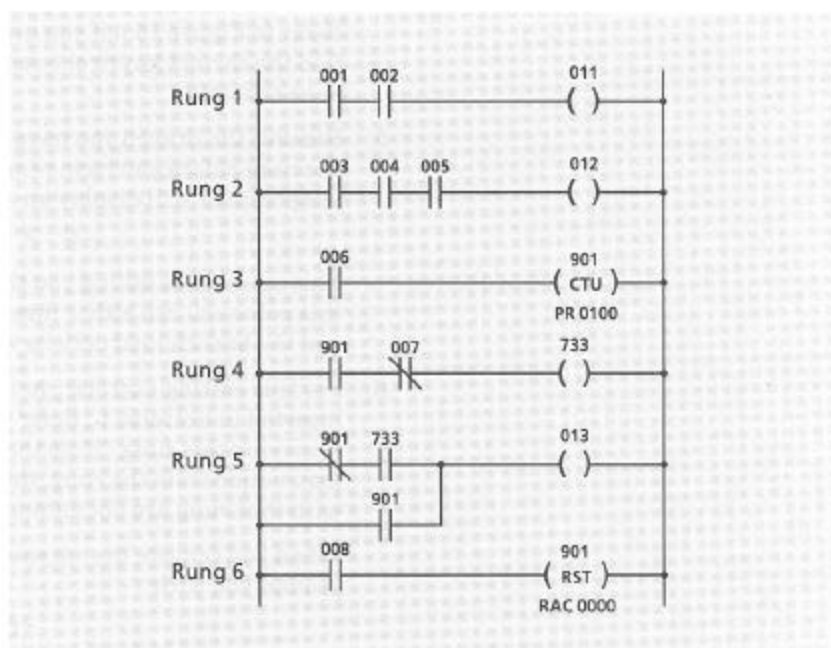 001 002 011
Rung 1
003 004 005 012
Rung 2
006 901
Rung 3 CTU
PR 0100
901 007 733
Rung 4
901 733 013
Rung 5
901
008 901
Rung 6 RST
RAC 0000